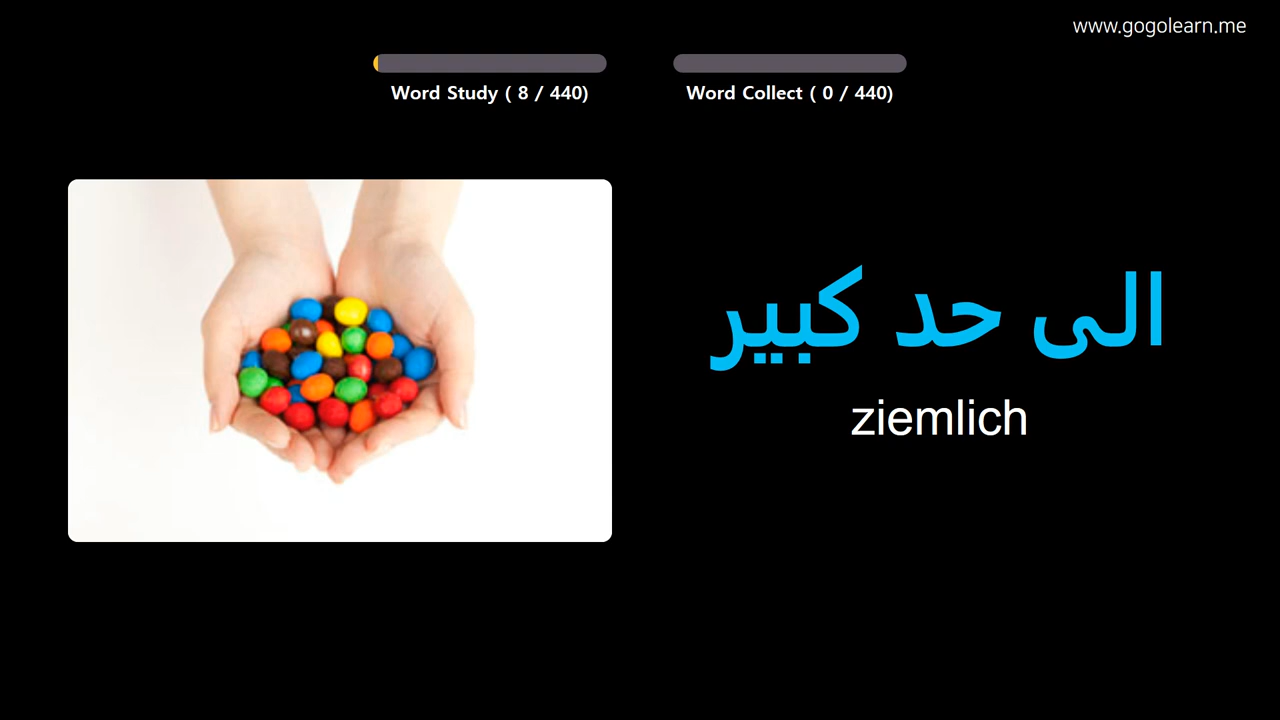 www.gogolearn.me
Word Study ( 8 / 440)
Word Collect ( 0 / 440)
الى حد كبير
ziemlich